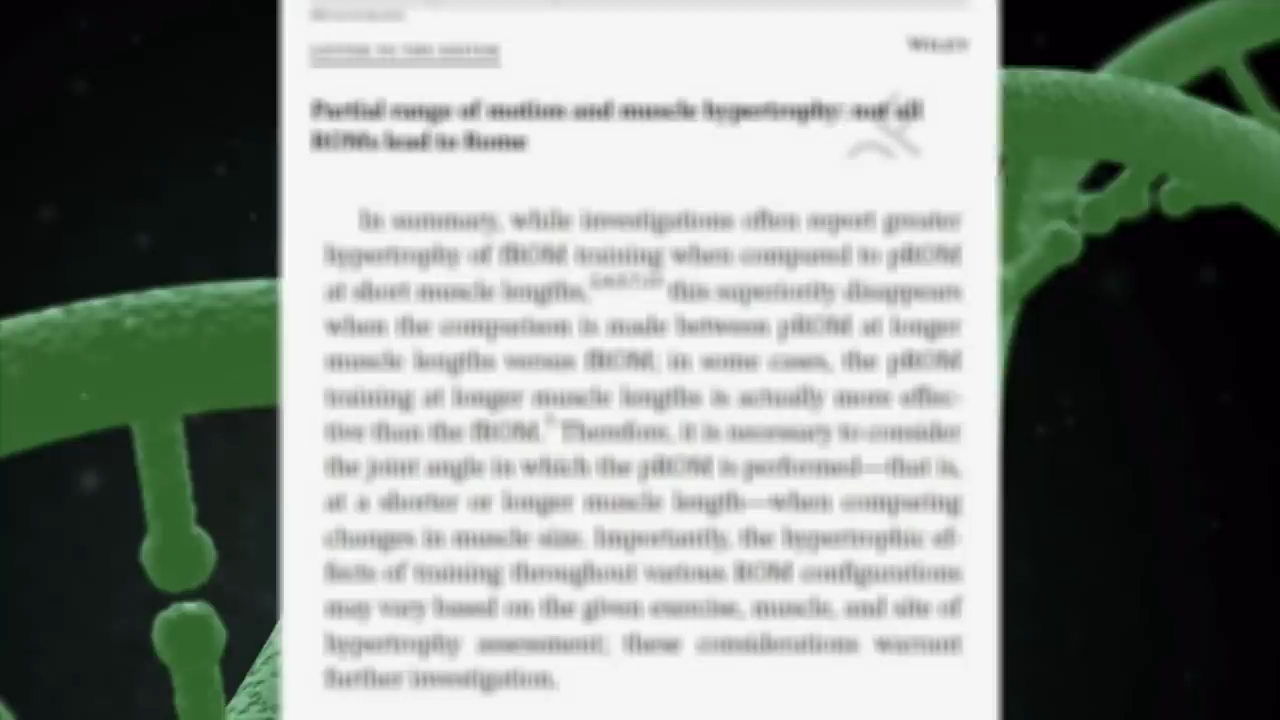 LETTER TO THE EDITOR
WILEY
Partial range of motion and muscle hypertrophy: not all
ROMs lead to Rome
In summary, while investigations often report greater
hypertrophy of fROM training when compared to pROM
at short muscle lengths, this superiority disappears
when the comparison is made between pROM at longer
muscle lengths versus fROM; in some cases, the pROM
training at longer muscle lengths is actually more effec-
tive than the fROM. Therefore, it is necessary to consider
the joint angle in which the pROM is performed—that is,
at a shorter or longer muscle length—when comparing
changes in muscle size. Importantly, the hypertrophic ef-
fects of training throughout various ROM configurations
may vary based on the given exercise, muscle, and site of
hypertrophy assessment; these considerations warrant
further investigation.